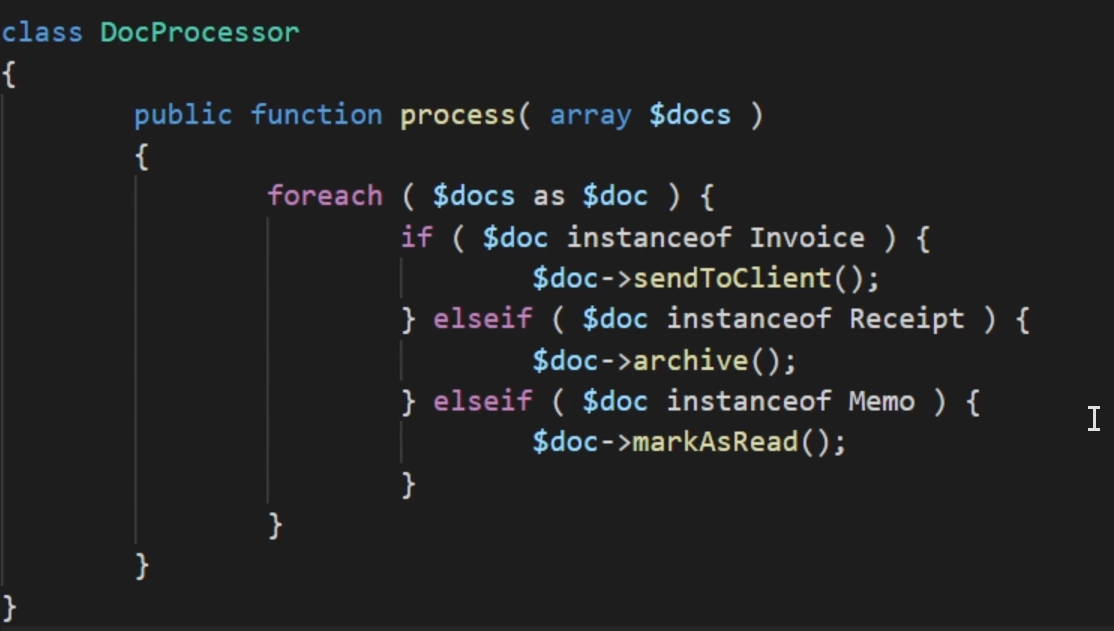 class DocProcessor
{
public function process( array $docs )
{
foreach ( $docs as $doc ) {
if ( $doc instanceof Invoice ) {
$doc->sendToClient();
} elseif ( $doc instanceof Receipt ) {
$doc->archive();
} elseif ( $doc instanceof Memo ) {
$doc->markAsRead();
}
}
}
}